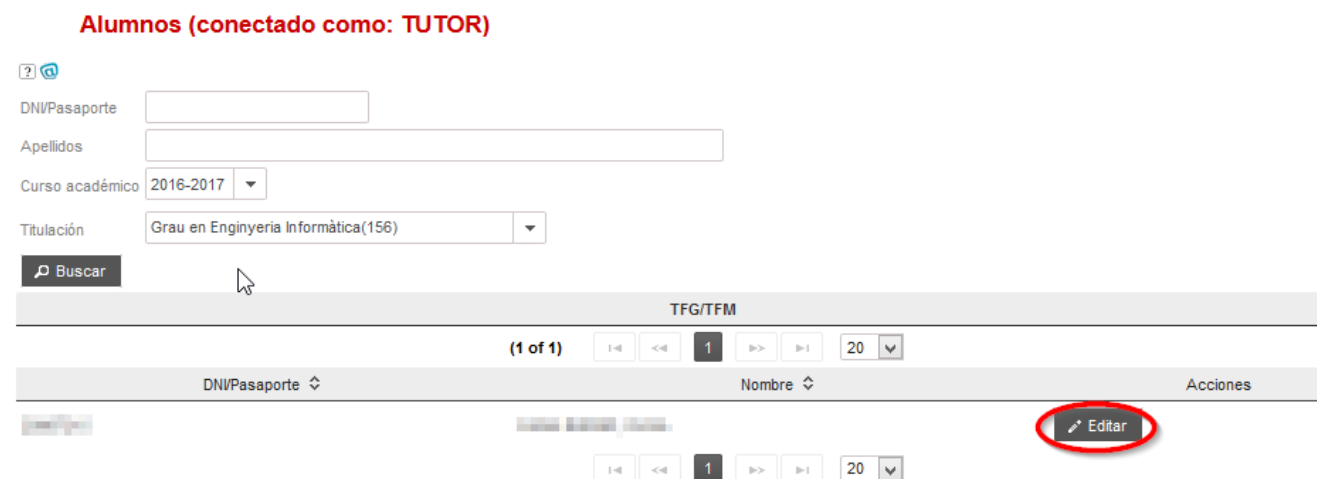 Alumnos (conectado como: TUTOR)
? @
DNI/Pasaporte
Apellidos
Curso académico 2016-2017
Titulación Grau en Enginyeria Informàtica(156)
Buscar
TFG/TFM
(1 of 1) 1 20
DNI/Pasaporte Nombre Acciones
Editar
1 20